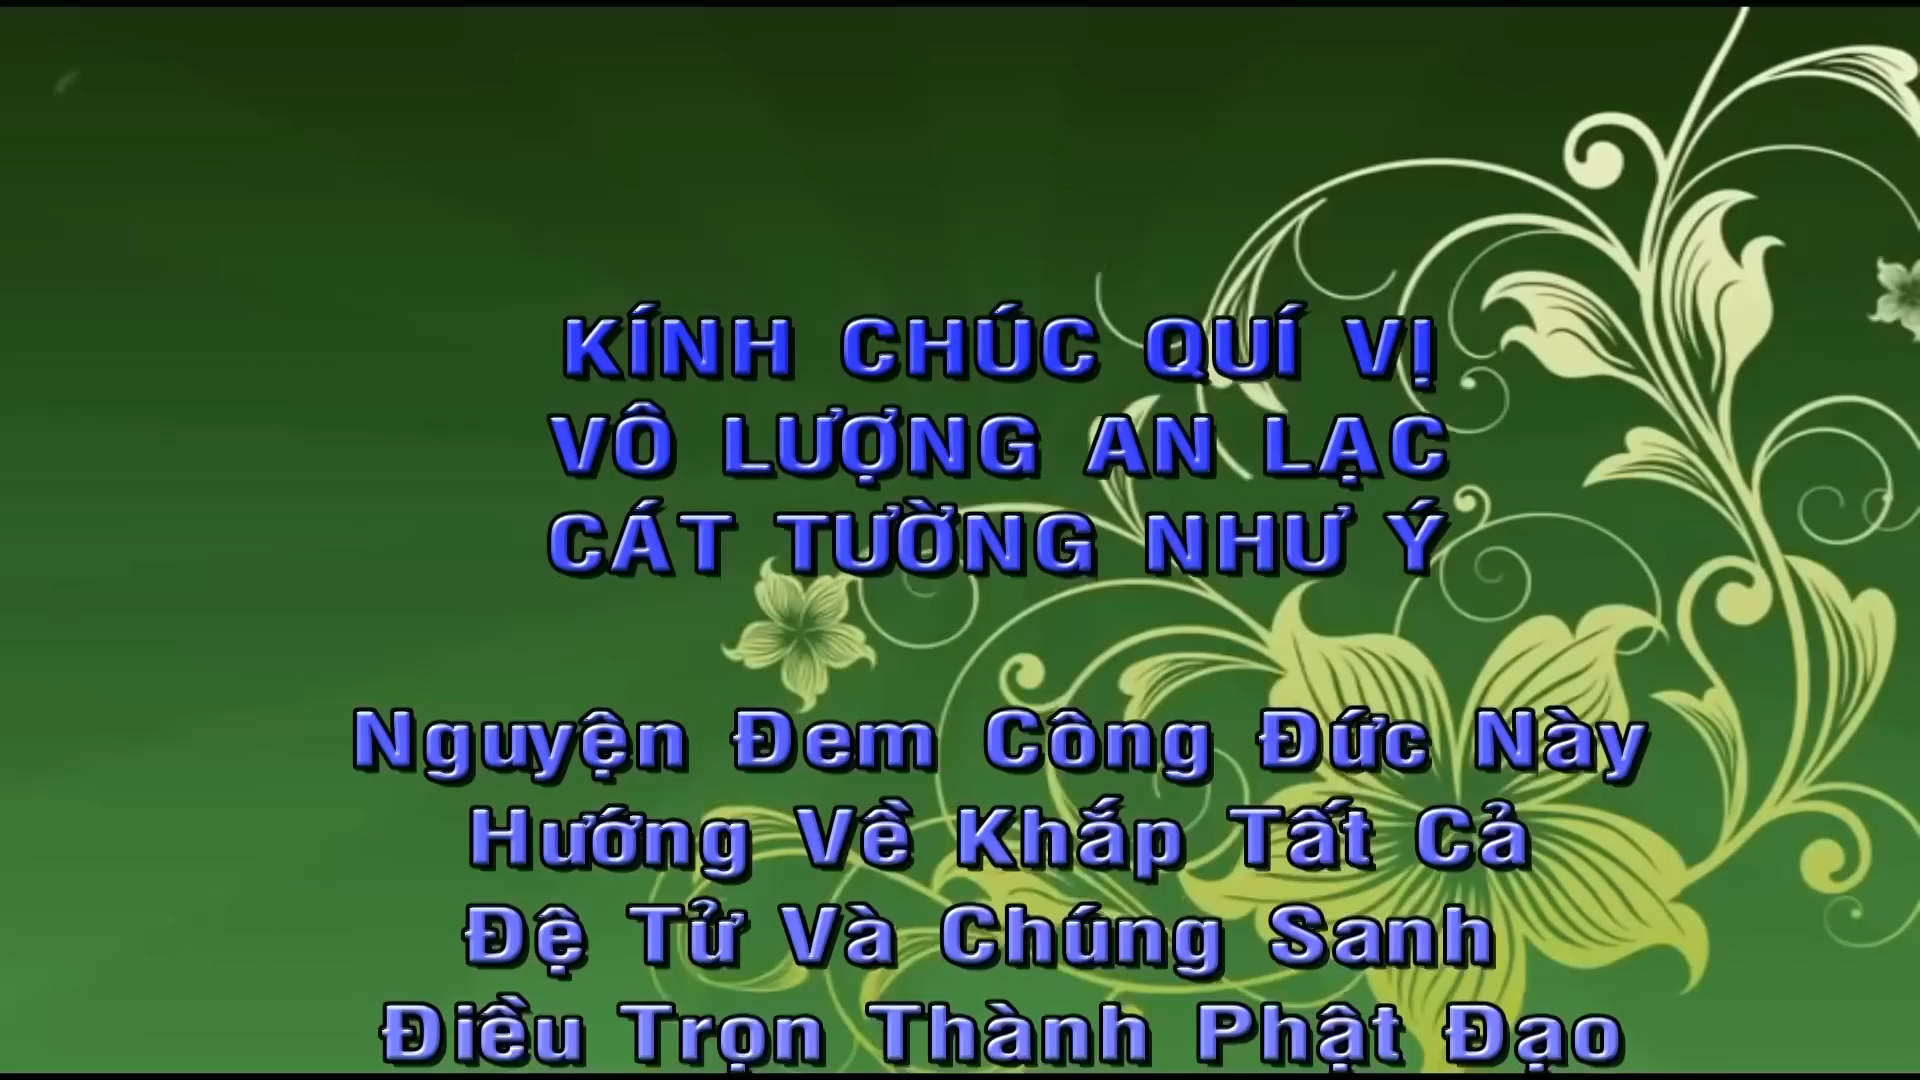 KÍNH CHÚC QUÍ VỊ
VÔ LƯỢNG AN LẠC
CÁT TƯỜNG NHƯ Ý
Nguyện Đem Công Đức Này
Hướng Về Khắp Tất Cả
Đệ Tử Và Chúng Sanh
Điều Trọn Thành Phật Đạo